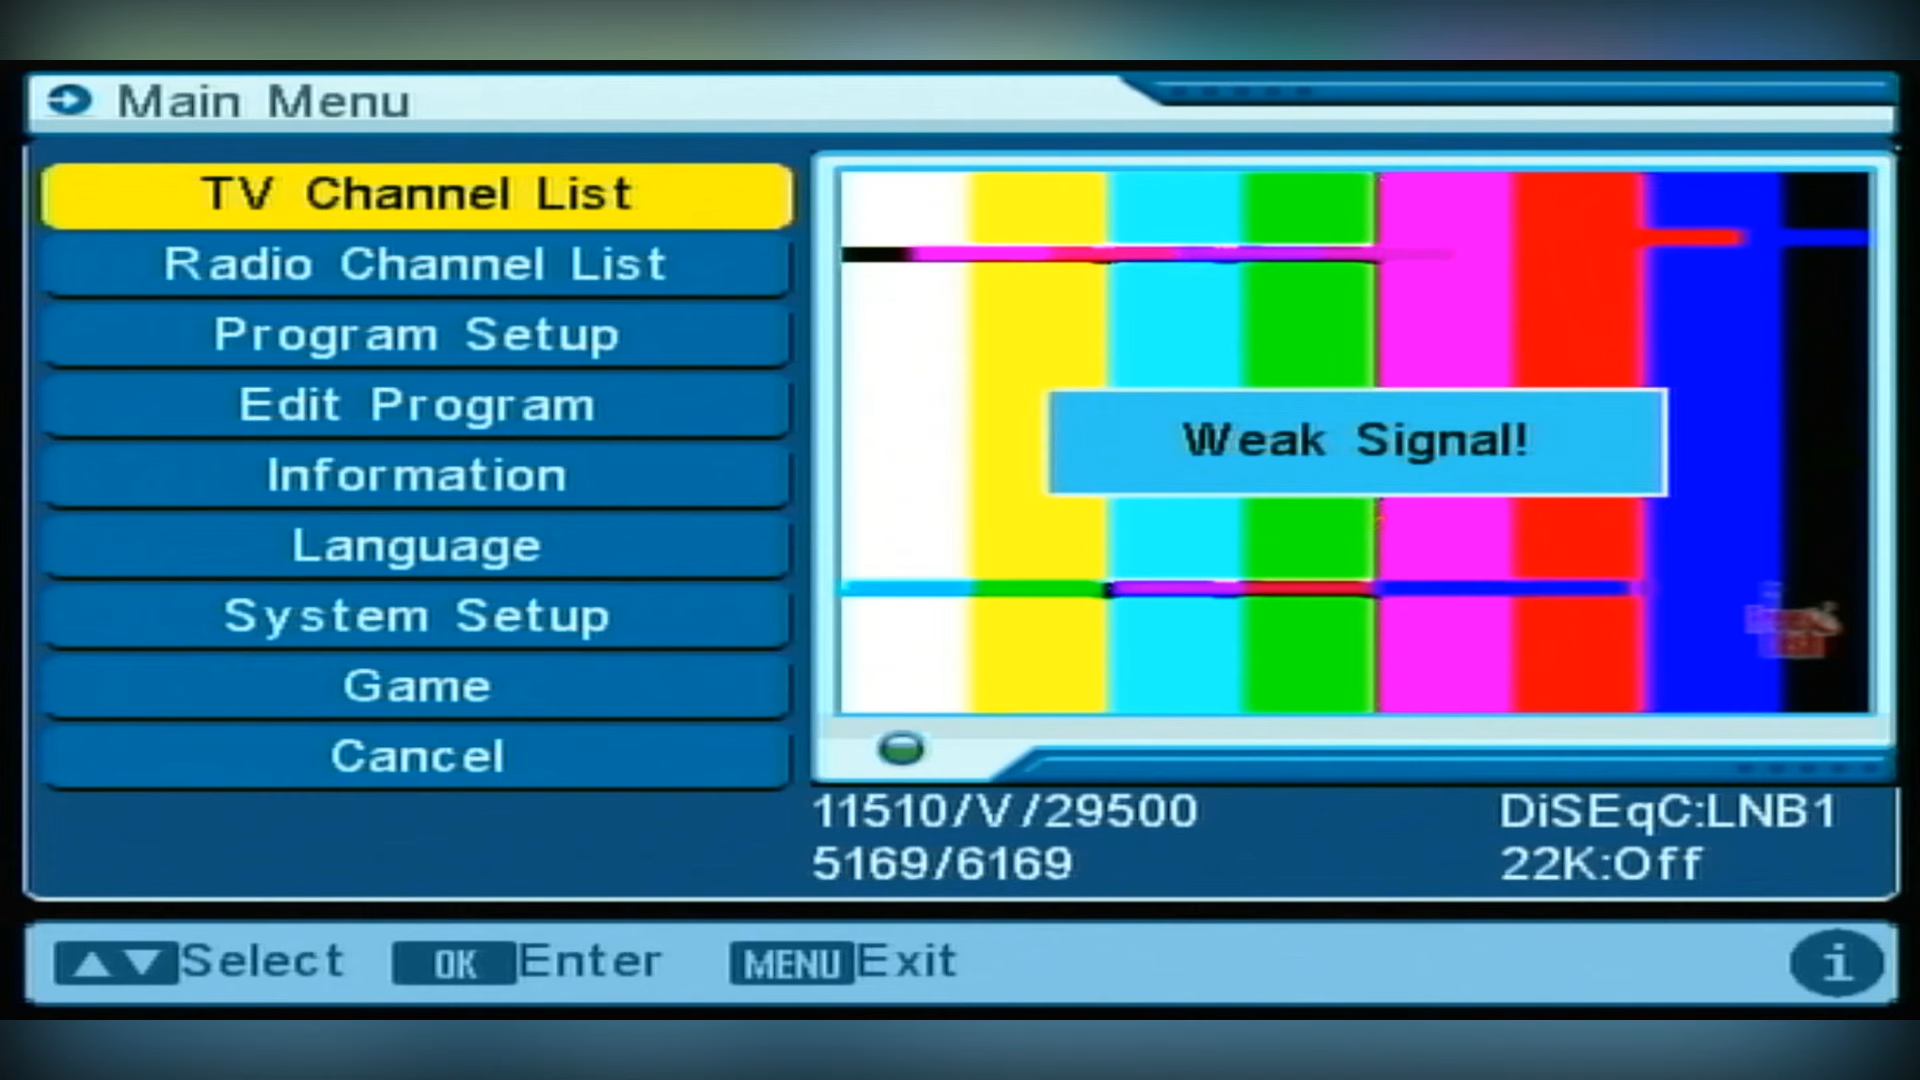 Main Menu
TV Channel List
Radio Channel List
Program Setup
Edit Program
Information
Language
System Setup
Game
Cancel
Weak Signal!
11510/V/29500
DiSEqC:LNB1
5169/6169
22K:Off
Select
OK Enter
MENU Exit
i